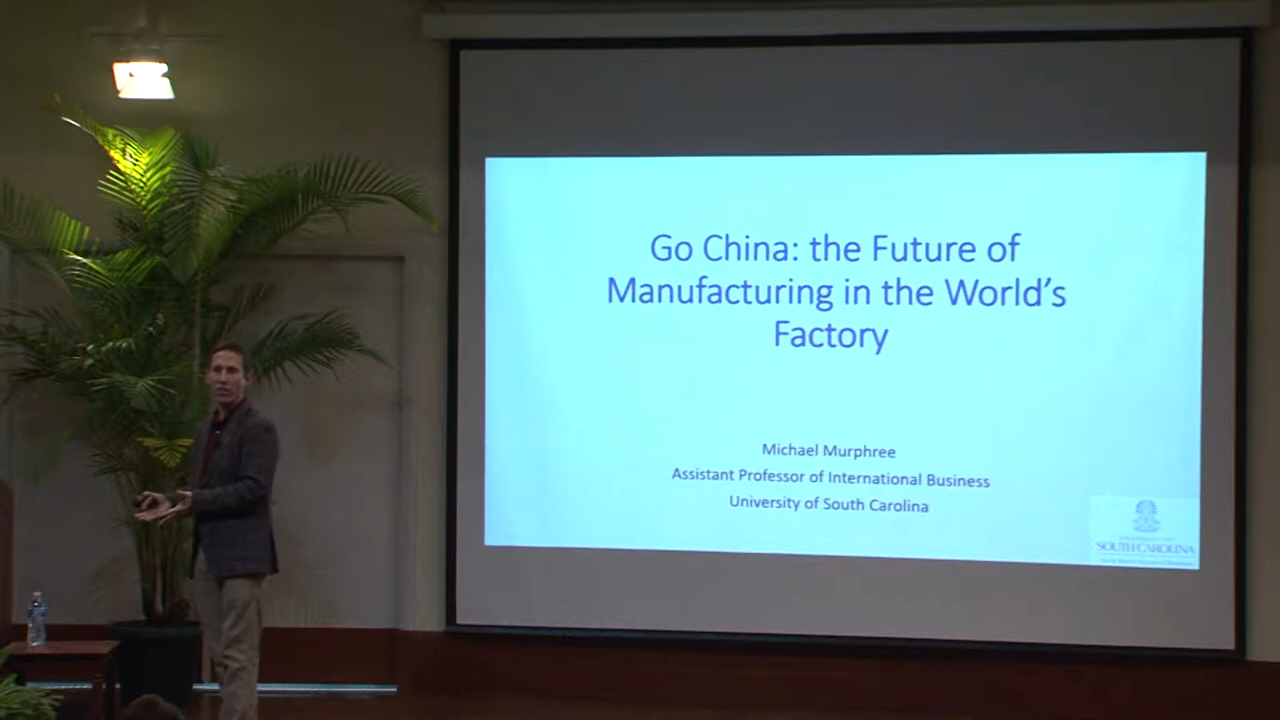 Go China: the Future of
Manufacturing in the World's
Factory
Michael Murphree
Assistant Professor of International Business
University of South Carolina
SOUTH CAROLINA